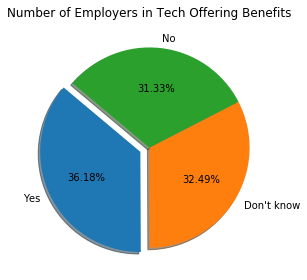 Number of Employers in Tech Offering Benefits
No
31.33%
36.18%
32.49%
Yes
Don't know